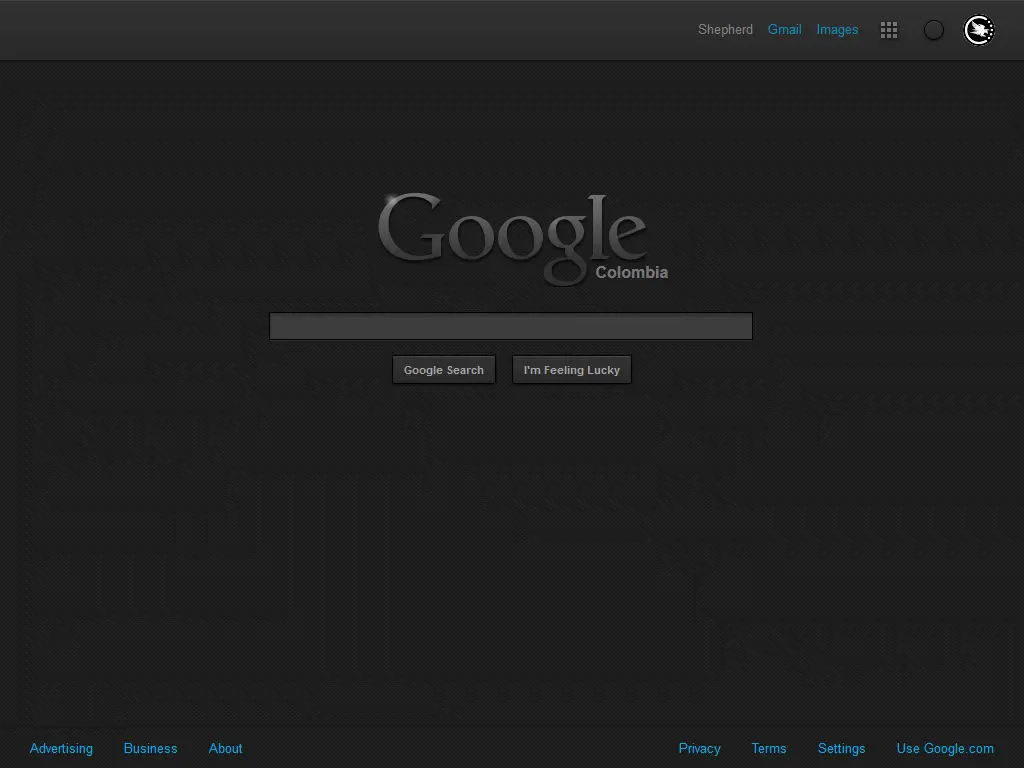 Shepherd Gmail Images
Google
Colombia
Google Search I'm Feeling Lucky
Advertising Business About Privacy Terms Settings Use Google.com